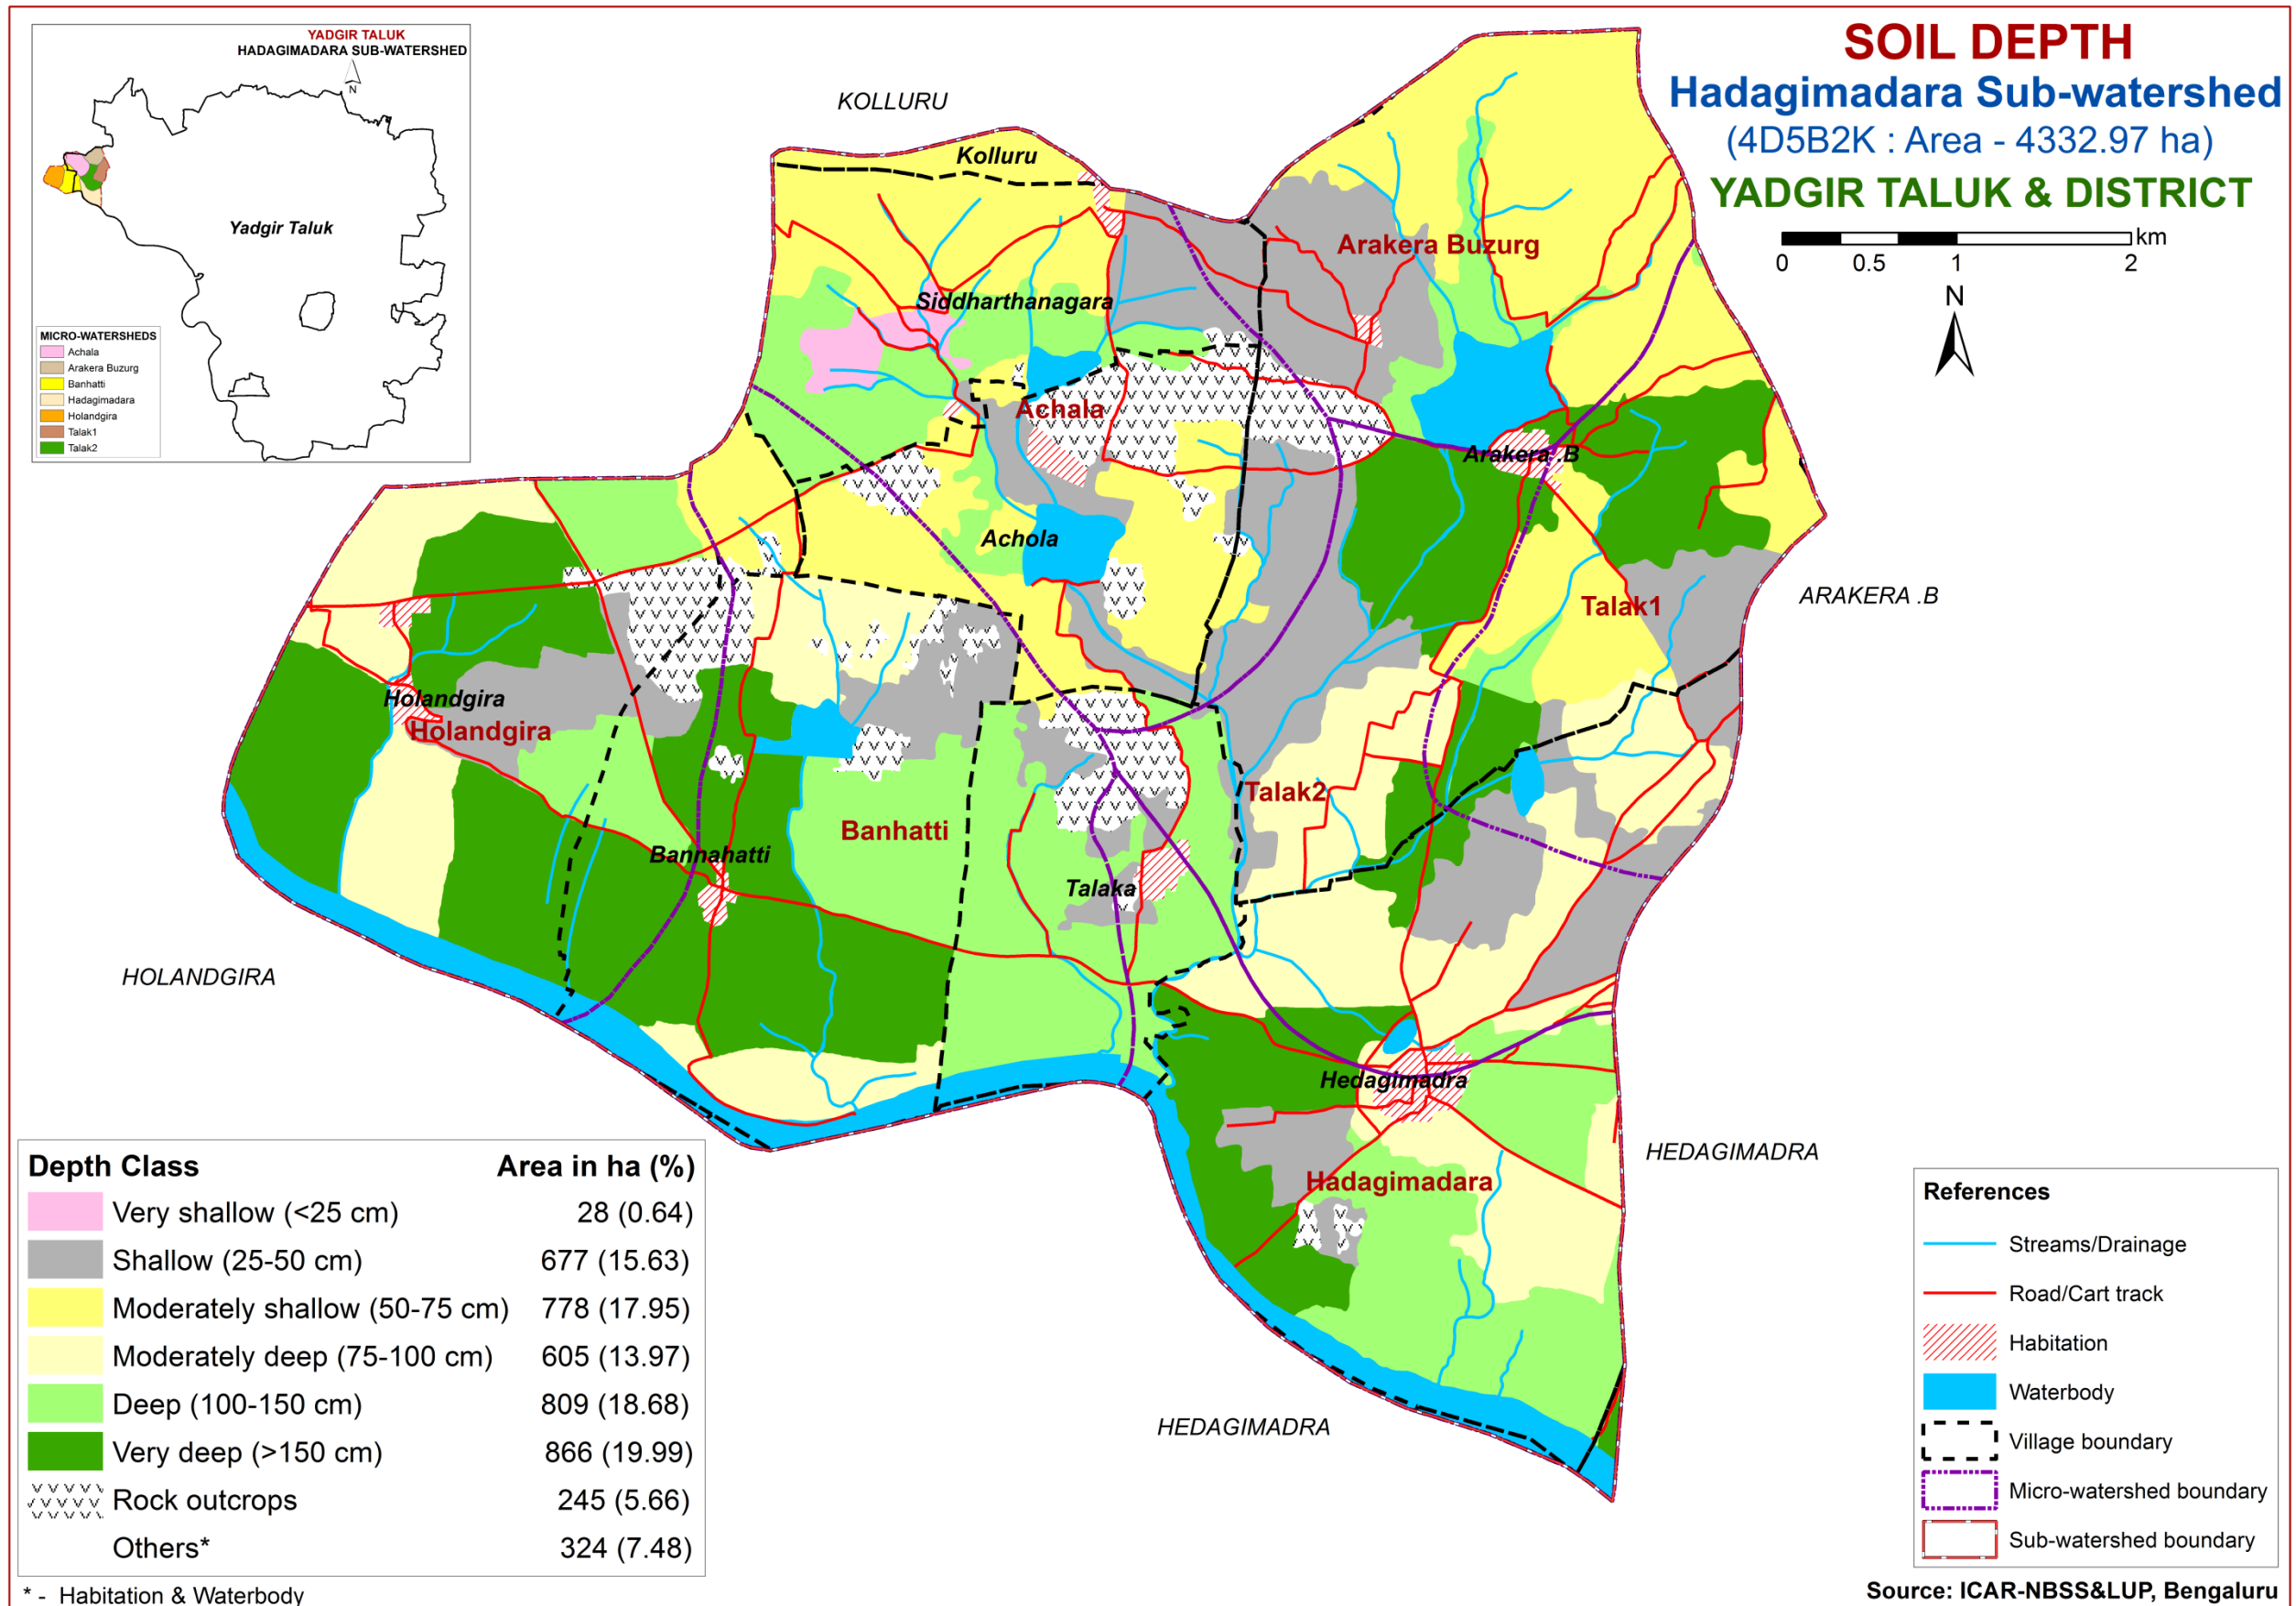 YADGIR TALUK
HADAGIMADARA SUB-WATERSHED
N
Yadgir Taluk
MICRO-WATERSHEDS
Achala
Arakera Buzurg
Banhatti
Hadagimadara
Holandgira
Talak1
Talak2
SOIL DEPTH
Hadagimadara Sub-watershed
(4D5B2K : Area - 4332.97 ha)
YADGIR TALUK & DISTRICT
km
0 0.5 1 2
N
KOLLURU
Kolluru
Arakera Buzurg
Siddharthanagara
Achala
Arakera .B
Achola
ARAKERA .B
Talak1
Holandgira
Holandgira
Talak2
Banhatti
Bannahatti
Talaka
HOLANDGIRA
Hedagimadra
HEDAGIMADRA
Hadagimadara
HEDAGIMADRA
Depth Class Area in ha (%)
Very shallow (<25 cm) 28 (0.64)
Shallow (25-50 cm) 677 (15.63)
Moderately shallow (50-75 cm) 778 (17.95)
Moderately deep (75-100 cm) 605 (13.97)
Deep (100-150 cm) 809 (18.68)
Very deep (>150 cm) 866 (19.99)
Rock outcrops 245 (5.66)
Others* 324 (7.48)
* - Habitation & Waterbody
References
Streams/Drainage
Road/Cart track
Habitation
Waterbody
Village boundary
Micro-watershed boundary
Sub-watershed boundary
Source: ICAR-NBSS&LUP, Bengaluru